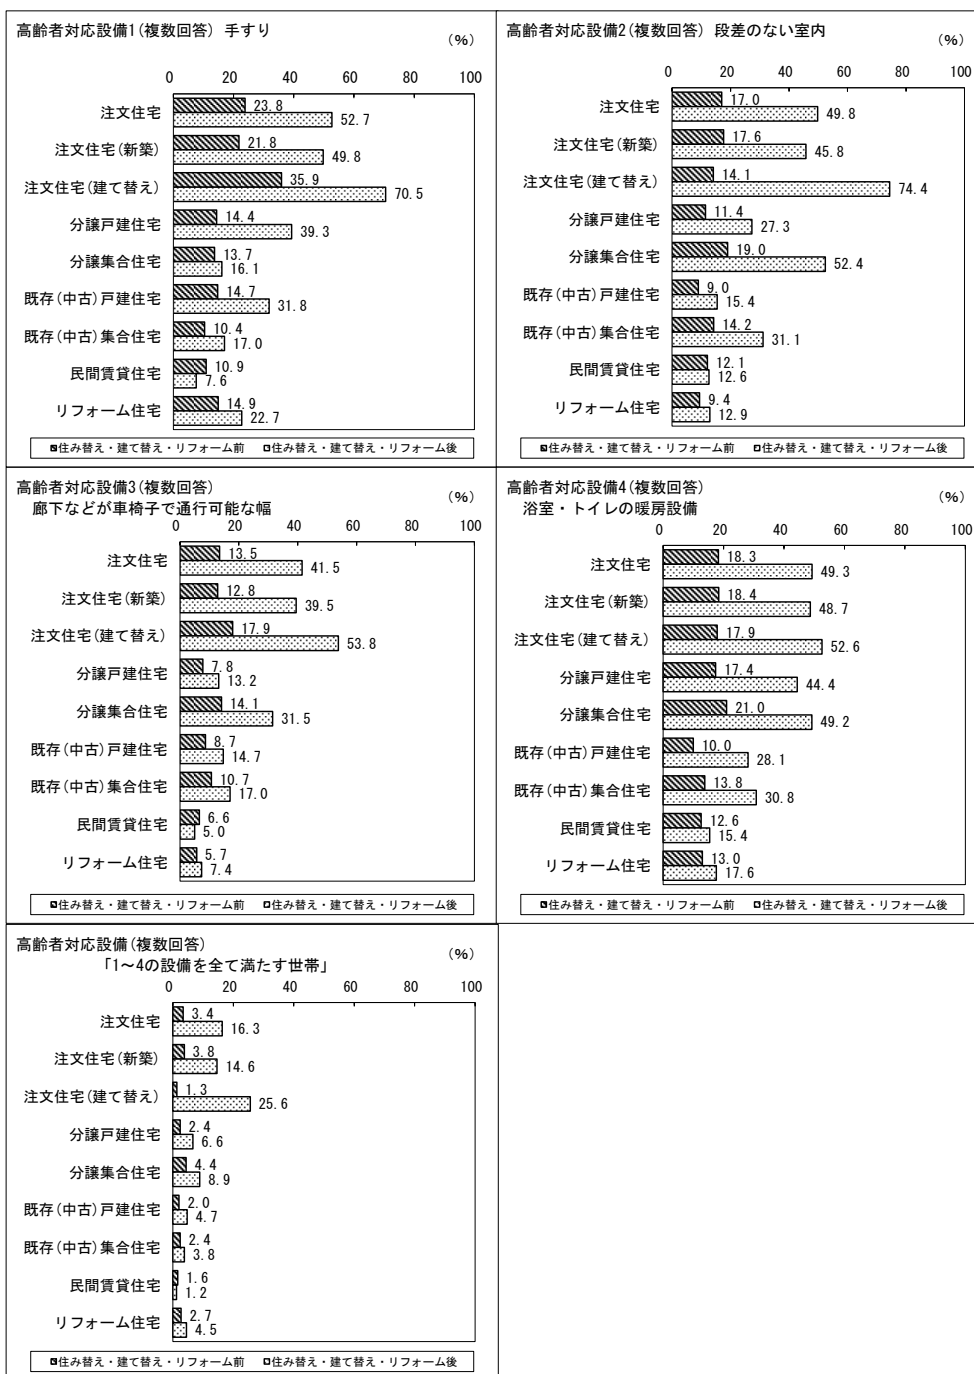 高齢者対応設備1(複数回答) 手すり
(%)
0 20 40 60 80 100
注文住宅 23.8 52.7
注文住宅(新築) 21.8 49.8
注文住宅(建て替え) 35.9 70.5
分譲戸建住宅 14.4 39.3
分譲集合住宅 13.7 16.1
既存(中古)戸建住宅 14.7 31.8
既存(中古)集合住宅 10.4 17.0
民間賃貸住宅 10.9 7.6
リフォーム住宅 14.9 22.7
住み替え・建て替え・リフォーム前 住み替え・建て替え・リフォーム後
高齢者対応設備2(複数回答) 段差のない室内
(%)
0 20 40 60 80 100
注文住宅 17.0 49.8
注文住宅(新築) 17.6 45.8
注文住宅(建て替え) 14.1 74.4
分譲戸建住宅 11.4 27.3
分譲集合住宅 19.0 52.4
既存(中古)戸建住宅 9.0 15.4
既存(中古)集合住宅 14.2 31.1
民間賃貸住宅 12.1 12.6
リフォーム住宅 9.4 12.9
住み替え・建て替え・リフォーム前 住み替え・建て替え・リフォーム後
高齢者対応設備3(複数回答)
廊下などが車椅子で通行可能な幅
(%)
0 20 40 60 80 100
注文住宅 13.5 41.5
注文住宅(新築) 12.8 39.5
注文住宅(建て替え) 17.9 53.8
分譲戸建住宅 7.8 13.2
分譲集合住宅 14.1 31.5
既存(中古)戸建住宅 8.7 14.7
既存(中古)集合住宅 10.7 17.0
民間賃貸住宅 6.6 5.0
リフォーム住宅 5.7 7.4
住み替え・建て替え・リフォーム前 住み替え・建て替え・リフォーム後
高齢者対応設備4(複数回答)
浴室・トイレの暖房設備
(%)
0 20 40 60 80 100
注文住宅 18.3 49.3
注文住宅(新築) 18.4 48.7
注文住宅(建て替え) 17.9 52.6
分譲戸建住宅 17.4 44.4
分譲集合住宅 21.0 49.2
既存(中古)戸建住宅 10.0 28.1
既存(中古)集合住宅 13.8 30.8
民間賃貸住宅 12.6 15.4
リフォーム住宅 13.0 17.6
住み替え・建て替え・リフォーム前 住み替え・建て替え・リフォーム後
高齢者対応設備(複数回答)
「1～4の設備を全て満たす世帯」
(%)
0 20 40 60 80 100
注文住宅 3.4 16.3
注文住宅(新築) 3.8 14.6
注文住宅(建て替え) 1.3 25.6
分譲戸建住宅 2.4 6.6
分譲集合住宅 4.4 8.9
既存(中古)戸建住宅 2.0 4.7
既存(中古)集合住宅 2.4 3.8
民間賃貸住宅 1.6 1.2
リフォーム住宅 2.7 4.5
住み替え・建て替え・リフォーム前 住み替え・建て替え・リフォーム後